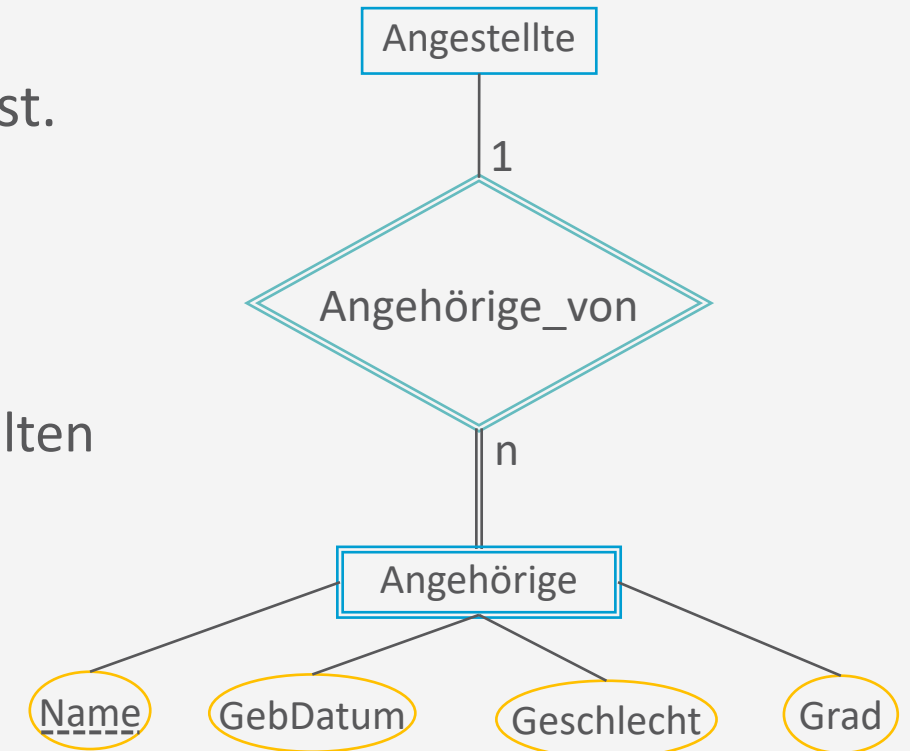 Angestellte
st.
1
Angehörige_von
lten
n
Angehörige
Name GebDatum Geschlecht Grad